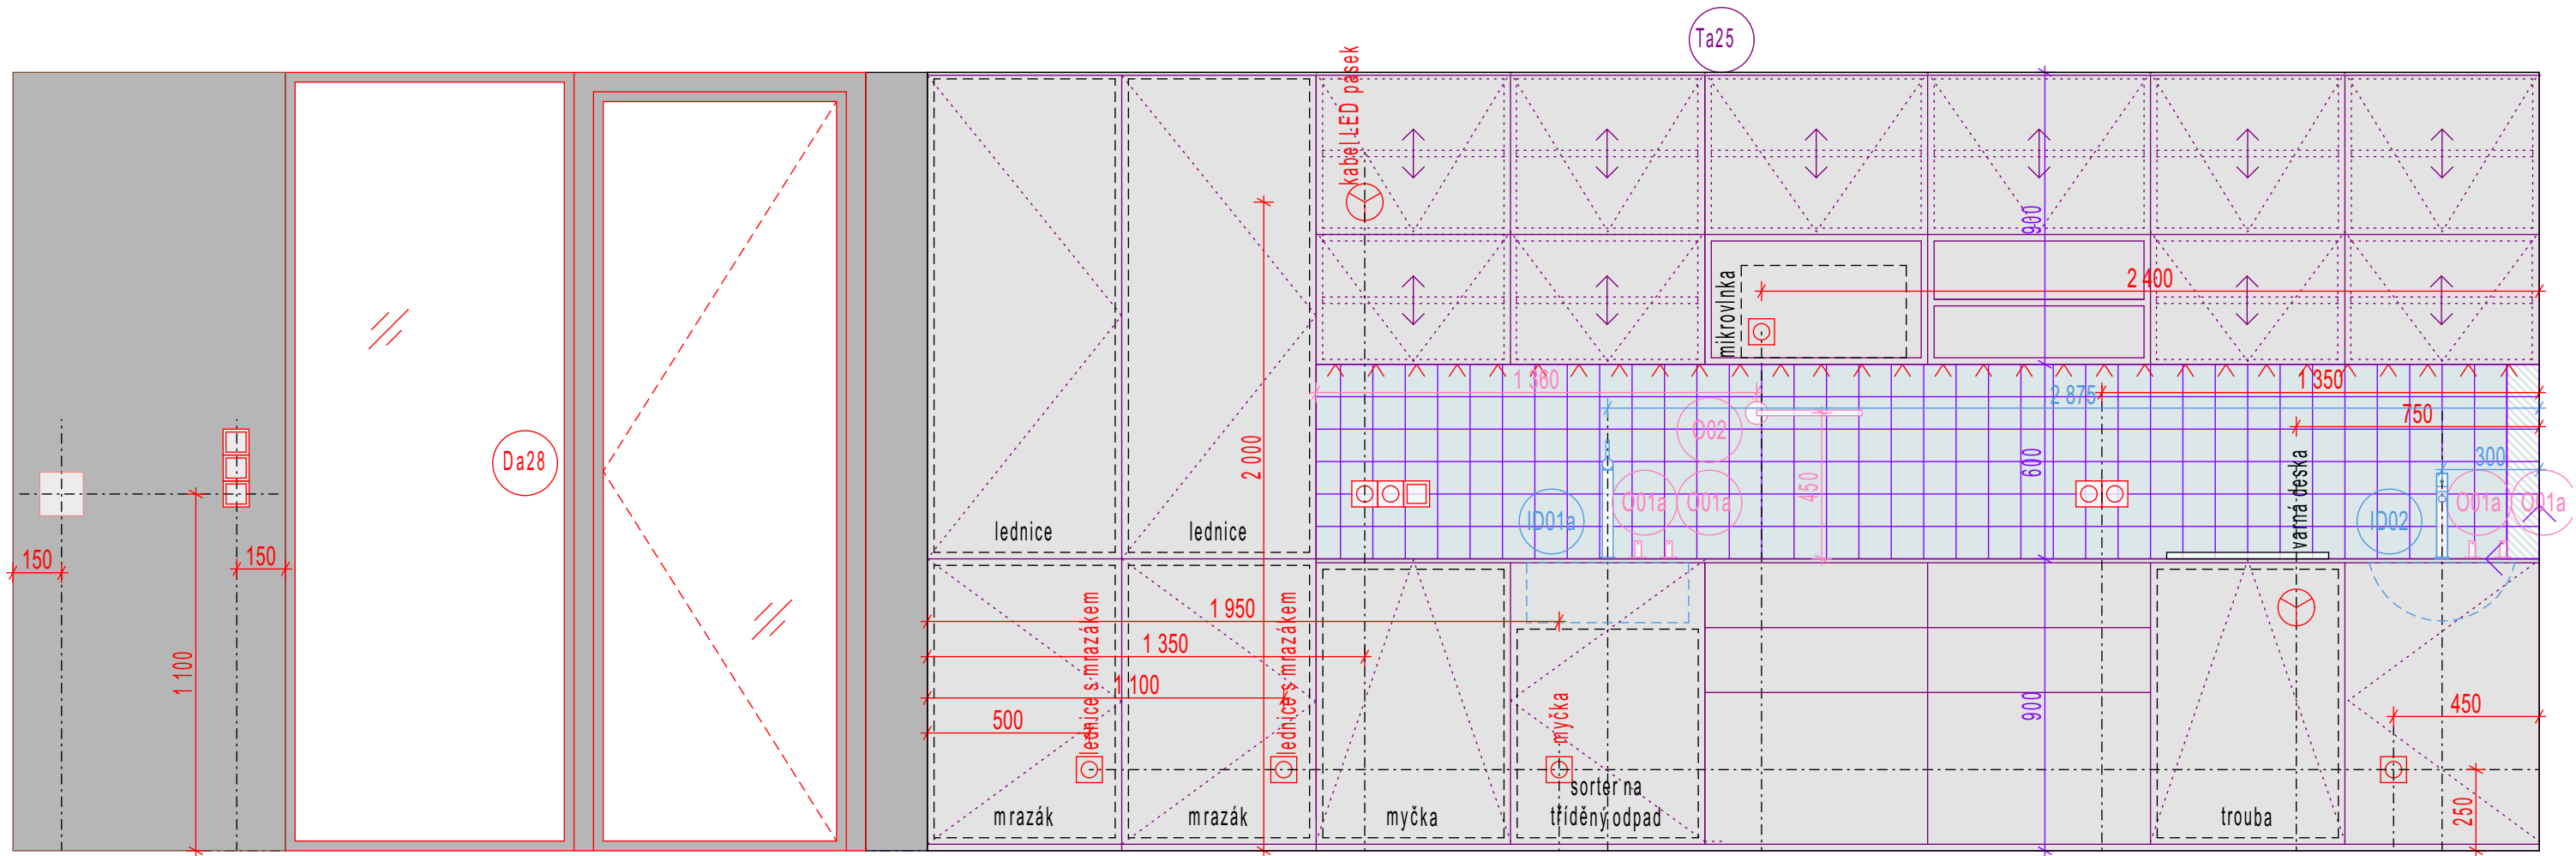 Ta25
kabel LED pásek
900
2 400
mikrovlnka
1 360
1 350
2 875
750
O02
2 000
600
450
varná deska
300
Da28
ID01a
O01a
O01a
ID02
O01a
O01a
lednice
lednice
150
150
1 100
1 950
1 350
1 100
500
lednice s mrazákem
lednice s mrazákem
myčka
900
450
250
mrazák
mrazák
myčka
sorter na
tříděný odpad
trouba